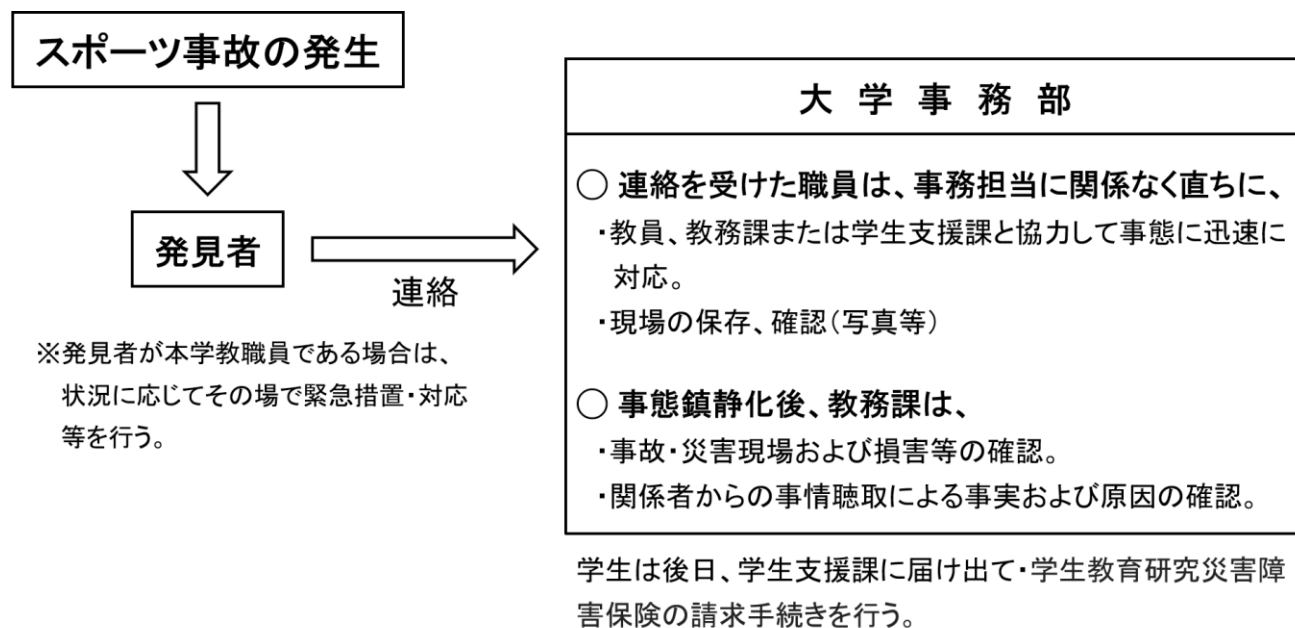 スポーツ事故の発生
発見者
連絡
※発見者が本学教職員である場合は、
状況に応じてその場で緊急措置・対応
等を行う。
大 学 事 務 部
○ 連絡を受けた職員は、事務担当に関係なく直ちに、
・教員、教務課または学生支援課と協力して事態に迅速に
対応。
・現場の保存、確認(写真等)
○ 事態鎮静化後、教務課は、
・事故・災害現場および損害等の確認。
・関係者からの事情聴取による事実および原因の確認。
学生は後日、学生支援課に届け出て・学生教育研究災害障
害保険の請求手続きを行う。